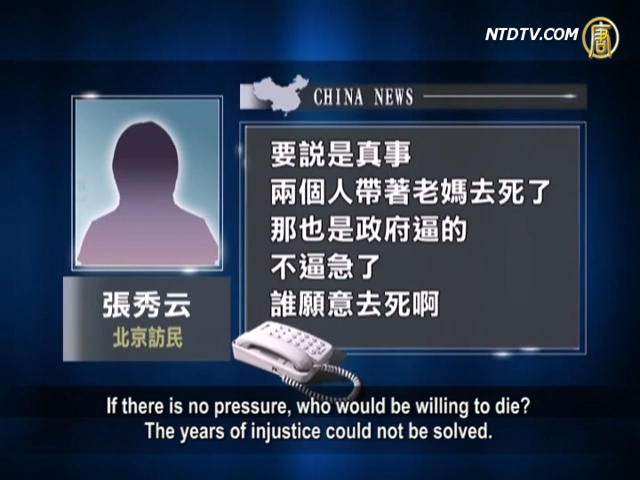 NTDTV.COM
唐
CHINA NEWS
要説是真事
兩個人帶著老媽去死了
那也是政府逼的
不逼急了
誰願意去死啊
張秀云
北京訪民
If there is no pressure, who would be willing to die?
The years of injustice could not be solved.